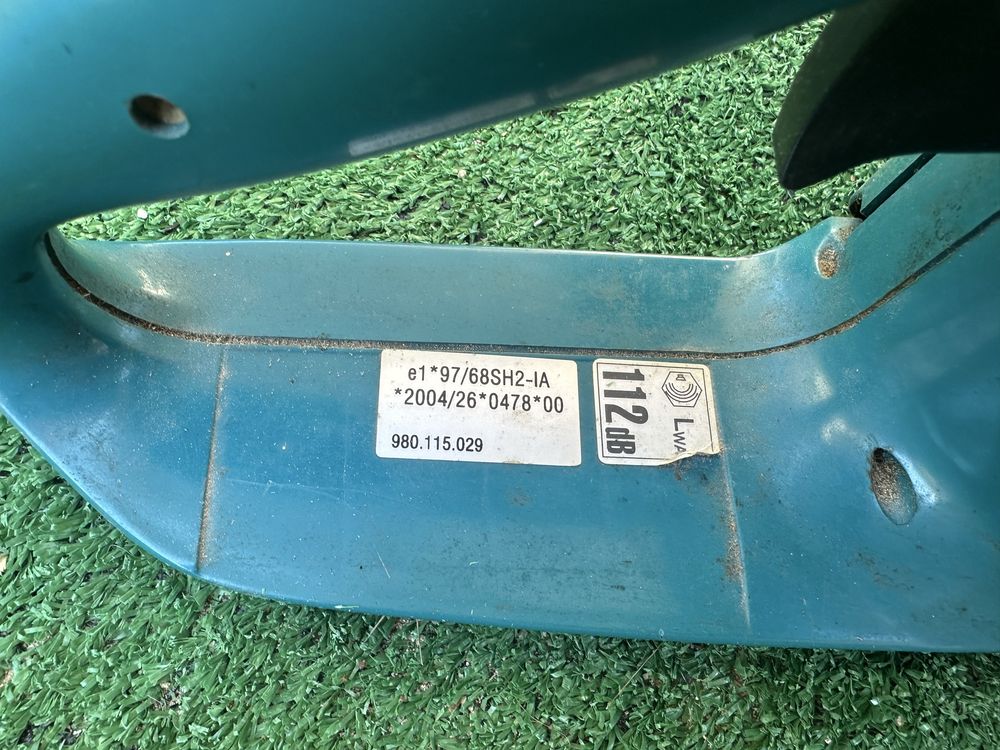 e1*97/68SH2-IA
*2004/26*0478*00
980.115.029
112dB
LWA